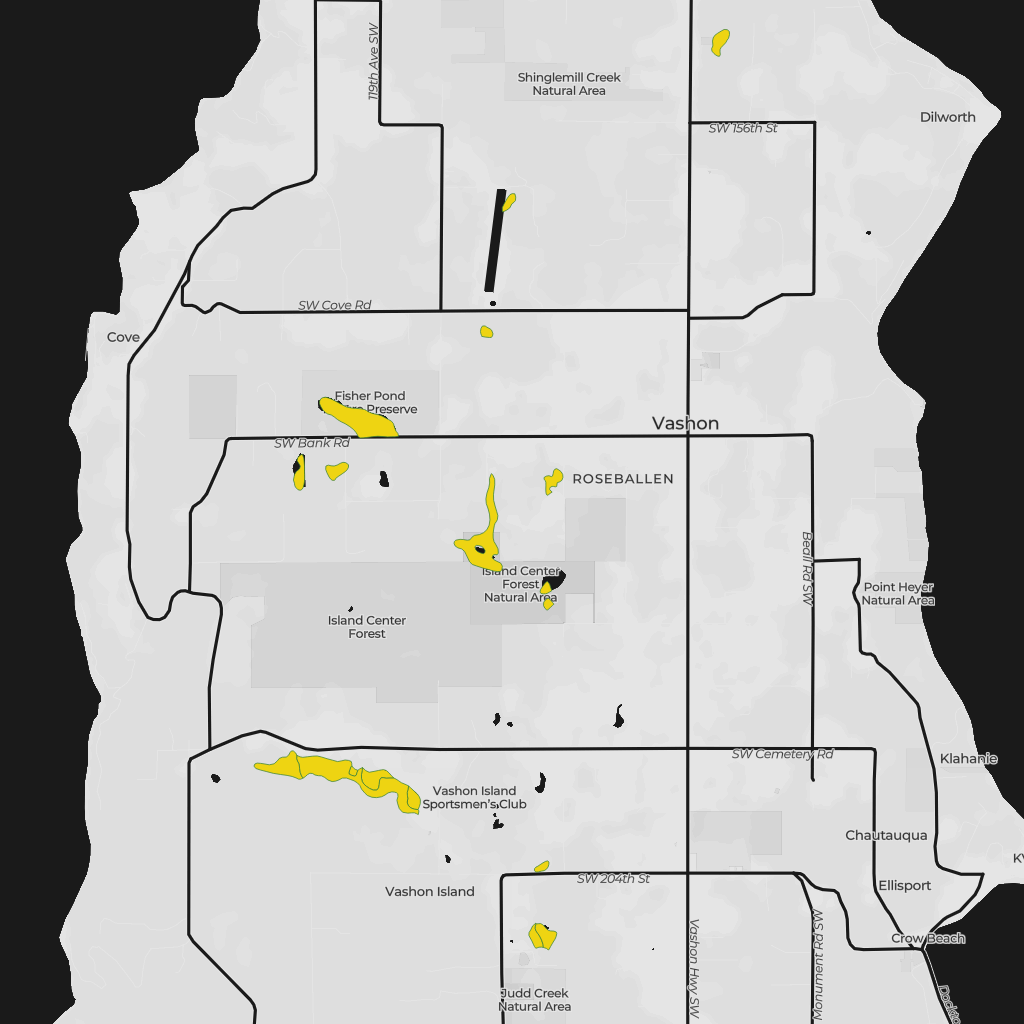 119th Ave SW
Shinglemill Creek
Natural Area
Dilworth
SW 156th St
SW Cove Rd
Cove
Fisher Pond
Preserve
Vashon
SW Bank Rd
ROSEBALLEN
Beall Rd SW
Island Center
Forest
Natural Area
Point Heyer
Natural Area
Island Center
Forest
SW Cemetery Rd
Klahanie
Vashon Island
Sportsmen's Club
Chautauqua
SW 204th St
Ellisport
Vashon Island
Vashon Hwy SW
Monument Rd SW
Crow Beach
Judd Creek
Natural Area